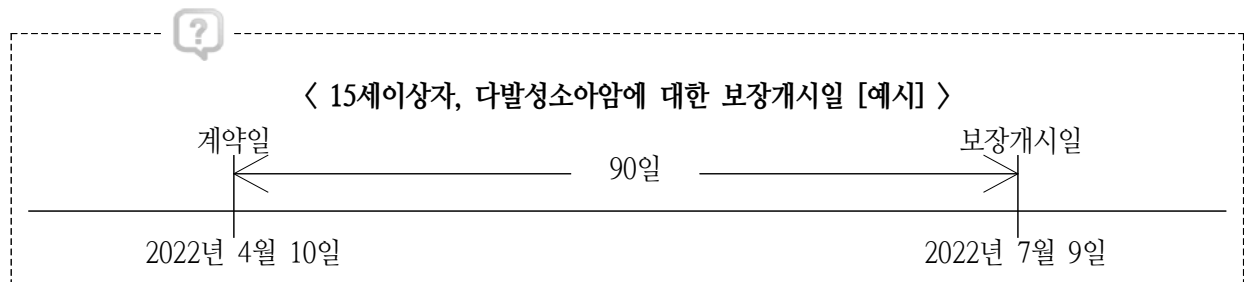 ?
〈 15세이상자, 다발성소아암에 대한 보장개시일 [예시] 〉
계약일 보장개시일
90일
2022년 4월 10일 2022년 7월 9일